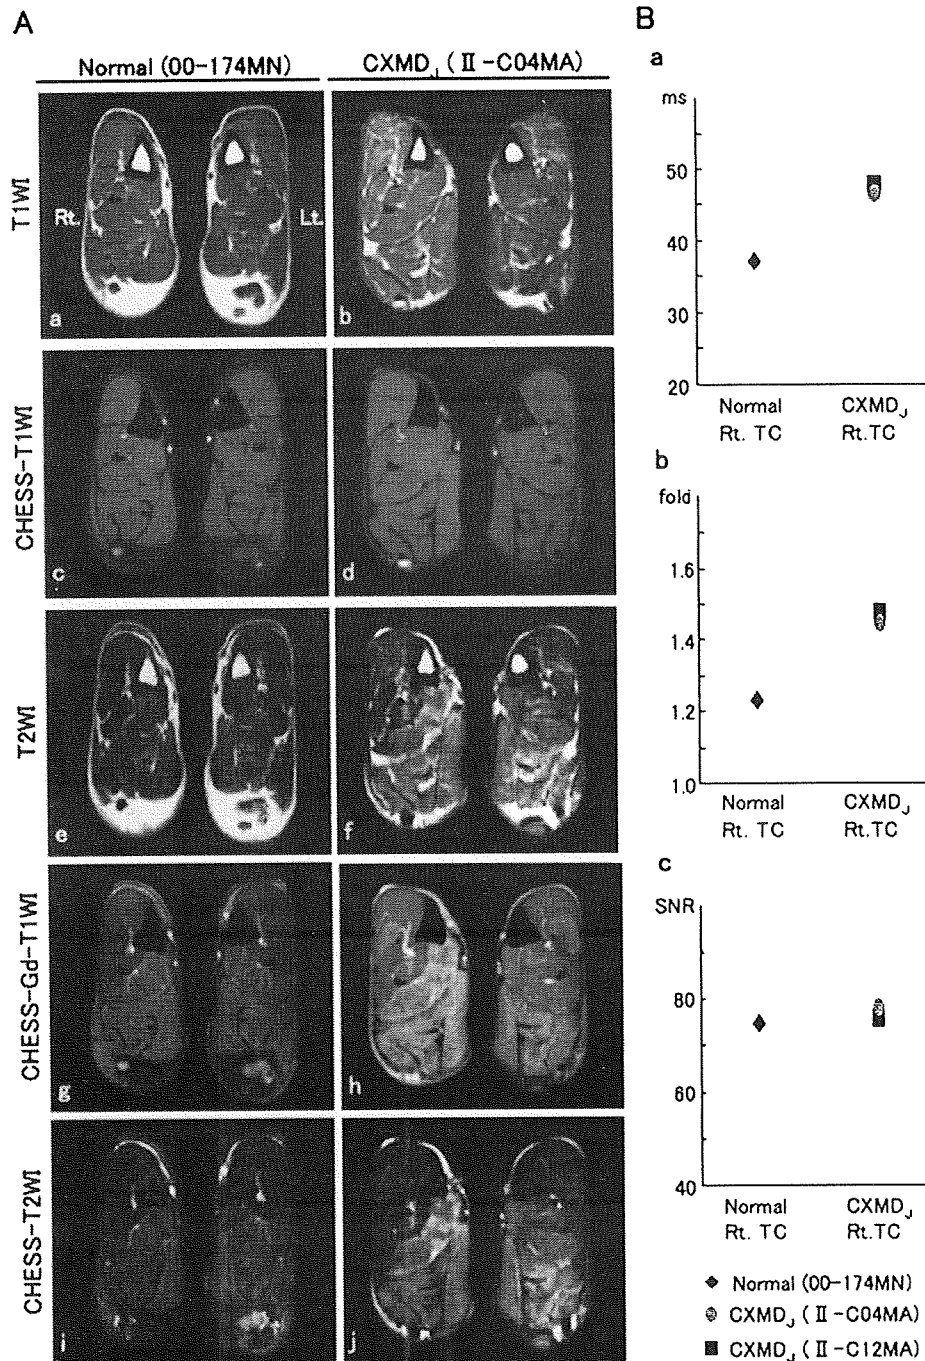 A
Normal (00-174MN)
CXMDJ (II-C04MA)
T1WI
Rt.
Lt.
a
b
CHESS-T1WI
c
d
T2WI
e
f
CHESS-Gd-T1WI
g
h
CHESS-T2WI
i
j
B
a
ms
50
40
30
20
Normal
Rt. TC
CXMDJ
Rt.TC
b
fold
1.6
1.4
1.2
1.0
Normal
Rt. TC
CXMDJ
Rt.TC
c
SNR
80
60
40
Normal
Rt. TC
CXMDJ
Rt.TC
Normal (00-174MN)
CXMDJ (II-C04MA)
CXMDJ (II-C12MA)